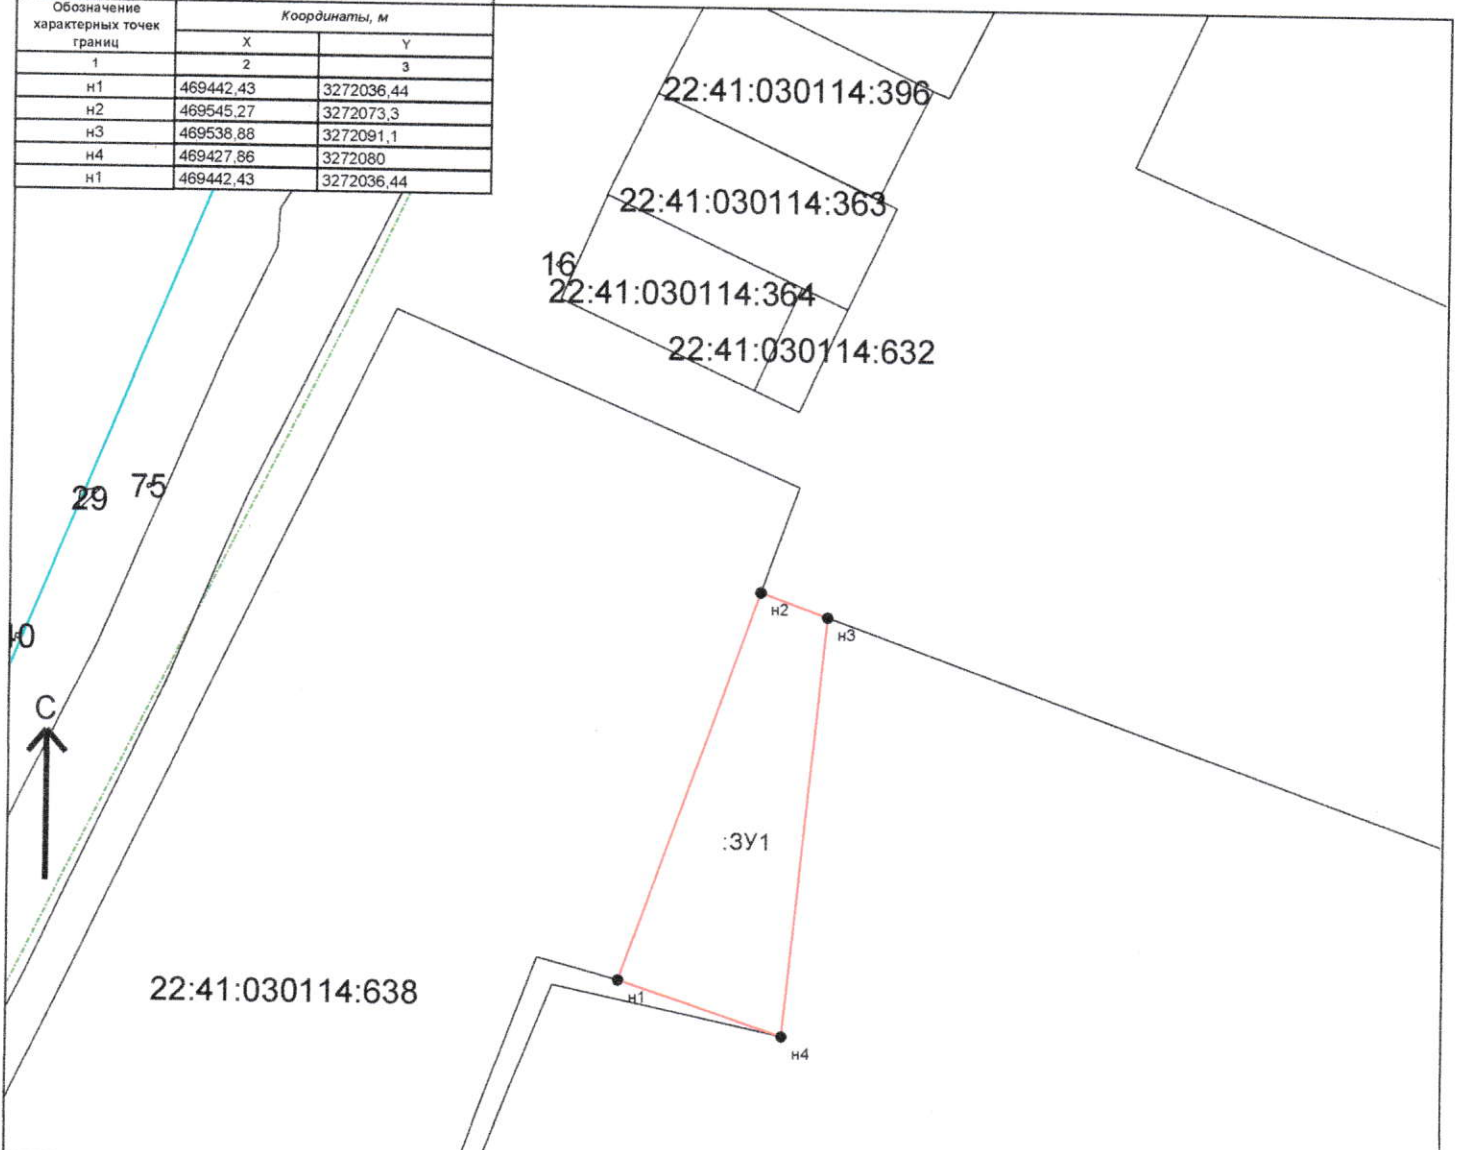 Обозначение характерных точек границ
Координаты, м
X Y
1 2 3
н1 469442,43 3272036,44
н2 469545,27 3272073,3
н3 469538,88 3272091,1
н4 469427,86 3272080
н1 469442,43 3272036,44
22:41:030114:396
22:41:030114:363
16
22:41:030114:364
22:41:030114:632
29
75
н2
н3
С
:ЗУ1
22:41:030114:638
н1
н4